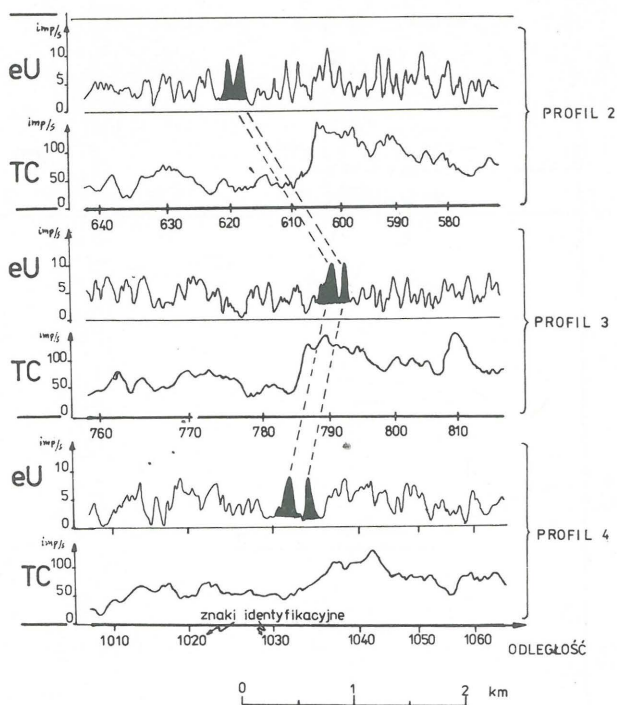 imp/s
eU
10
5
0
imp/s
TC
100
50
0
640 630 620 610 600 590 580
PROFIL 2
imp/s
eU
10
5
0
imp/s
TC
100
50
0
760 770 780 790 800 810
PROFIL 3
imp/s
eU
10
5
0
imp/s
TC
100
50
0
znaki identyfikacyjne
1010 1020 1030 1040 1050 1060
ODLEGŁOŚĆ
PROFIL 4
0 1 2 km